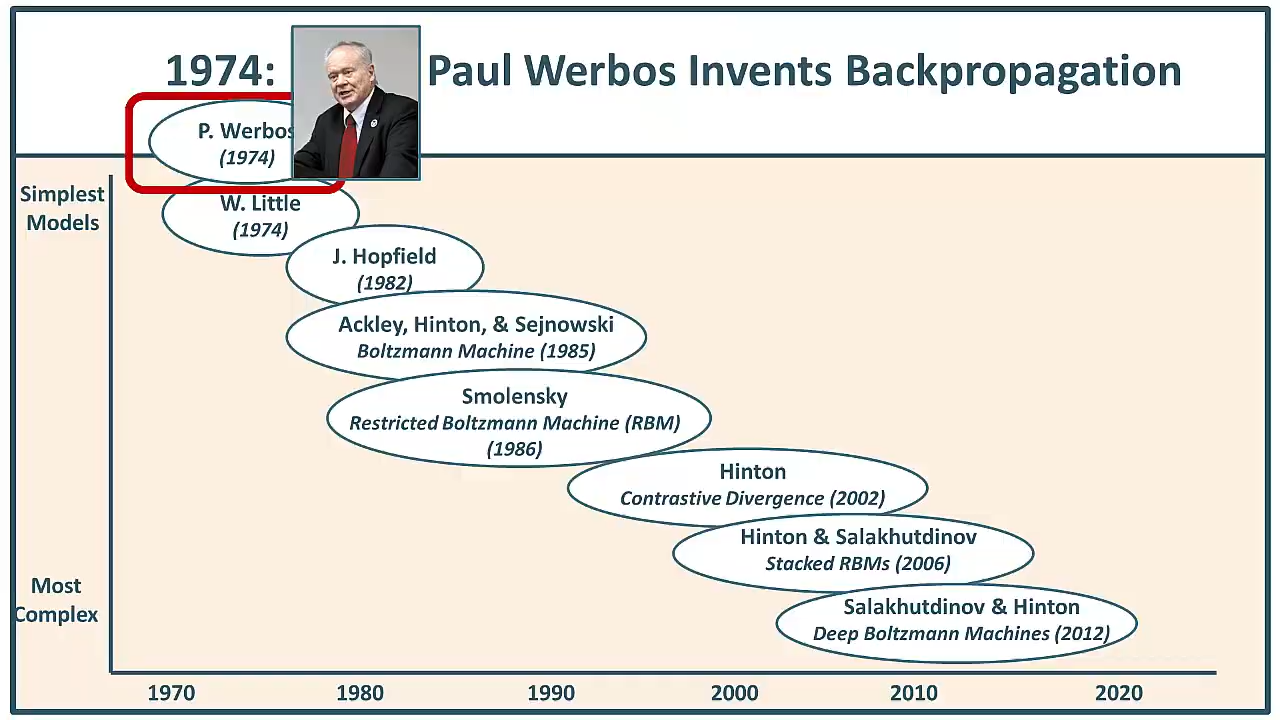 1974: Paul Werbos Invents Backpropagation
P. Werbos
(1974)
Simplest
Models
W. Little
(1974)
J. Hopfield
(1982)
Ackley, Hinton, & Sejnowski
Boltzmann Machine (1985)
Smolensky
Restricted Boltzmann Machine (RBM)
(1986)
Hinton
Contrastive Divergence (2002)
Hinton & Salakhutdinov
Stacked RBMs (2006)
Most
Complex
Salakhutdinov & Hinton
Deep Boltzmann Machines (2012)
1970 1980 1990 2000 2010 2020